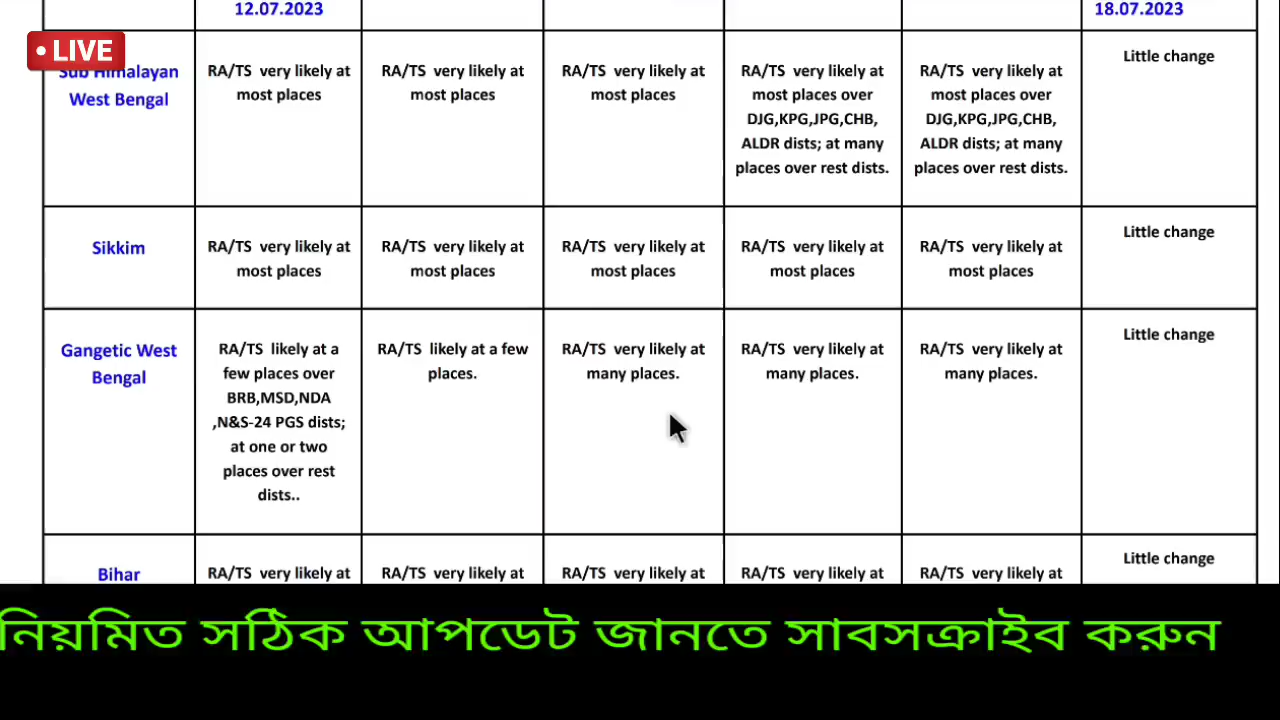 12.07.2023
18.07.2023
• LIVE
Sub Himalayan
West Bengal
RA/TS very likely at
most places
RA/TS very likely at
most places
RA/TS very likely at
most places
RA/TS very likely at
most places over
DJG,KPG,JPG,CHB,
ALDR dists; at many
places over rest dists.
RA/TS very likely at
most places over
DJG,KPG,JPG,CHB,
ALDR dists; at many
places over rest dists.
Little change
Sikkim
RA/TS very likely at
most places
RA/TS very likely at
most places
RA/TS very likely at
most places
RA/TS very likely at
most places
RA/TS very likely at
most places
Little change
Gangetic West
Bengal
RA/TS likely at a
few places over
BRB,MSD,NDA
,N&S-24 PGS dists;
at one or two
places over rest
dists..
RA/TS likely at a few
places.
RA/TS very likely at
many places.
RA/TS very likely at
many places.
RA/TS very likely at
many places.
Little change
Bihar
RA/TS very likely at
RA/TS very likely at
RA/TS very likely at
RA/TS very likely at
RA/TS very likely at
Little change
নিয়মিত সঠিক আপডেট জানতে সাবসক্রাইব করুন